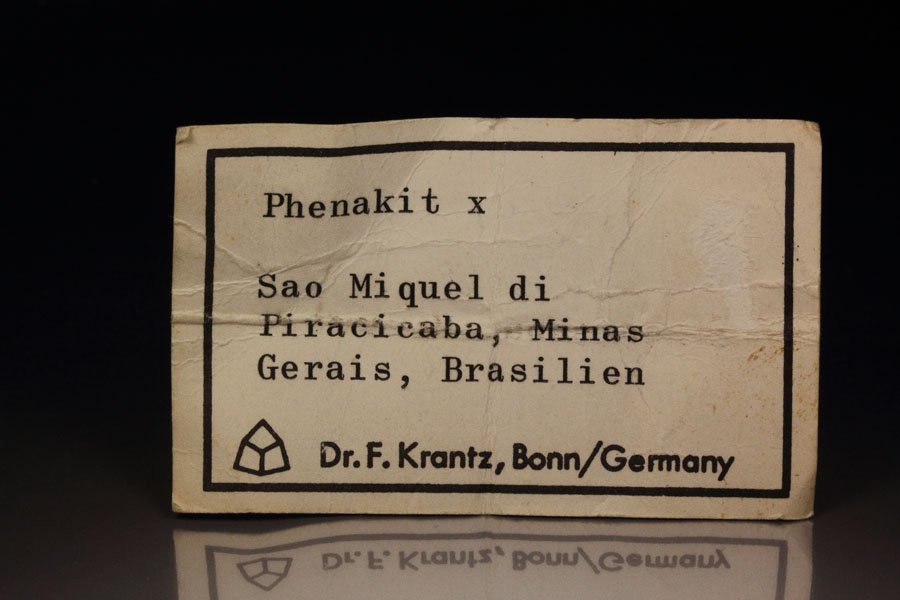 Phenakit x
Sao Miquel di
Piracicaba, Minas
Gerais, Brasilien
Dr. F. Krantz, Bonn/Germany